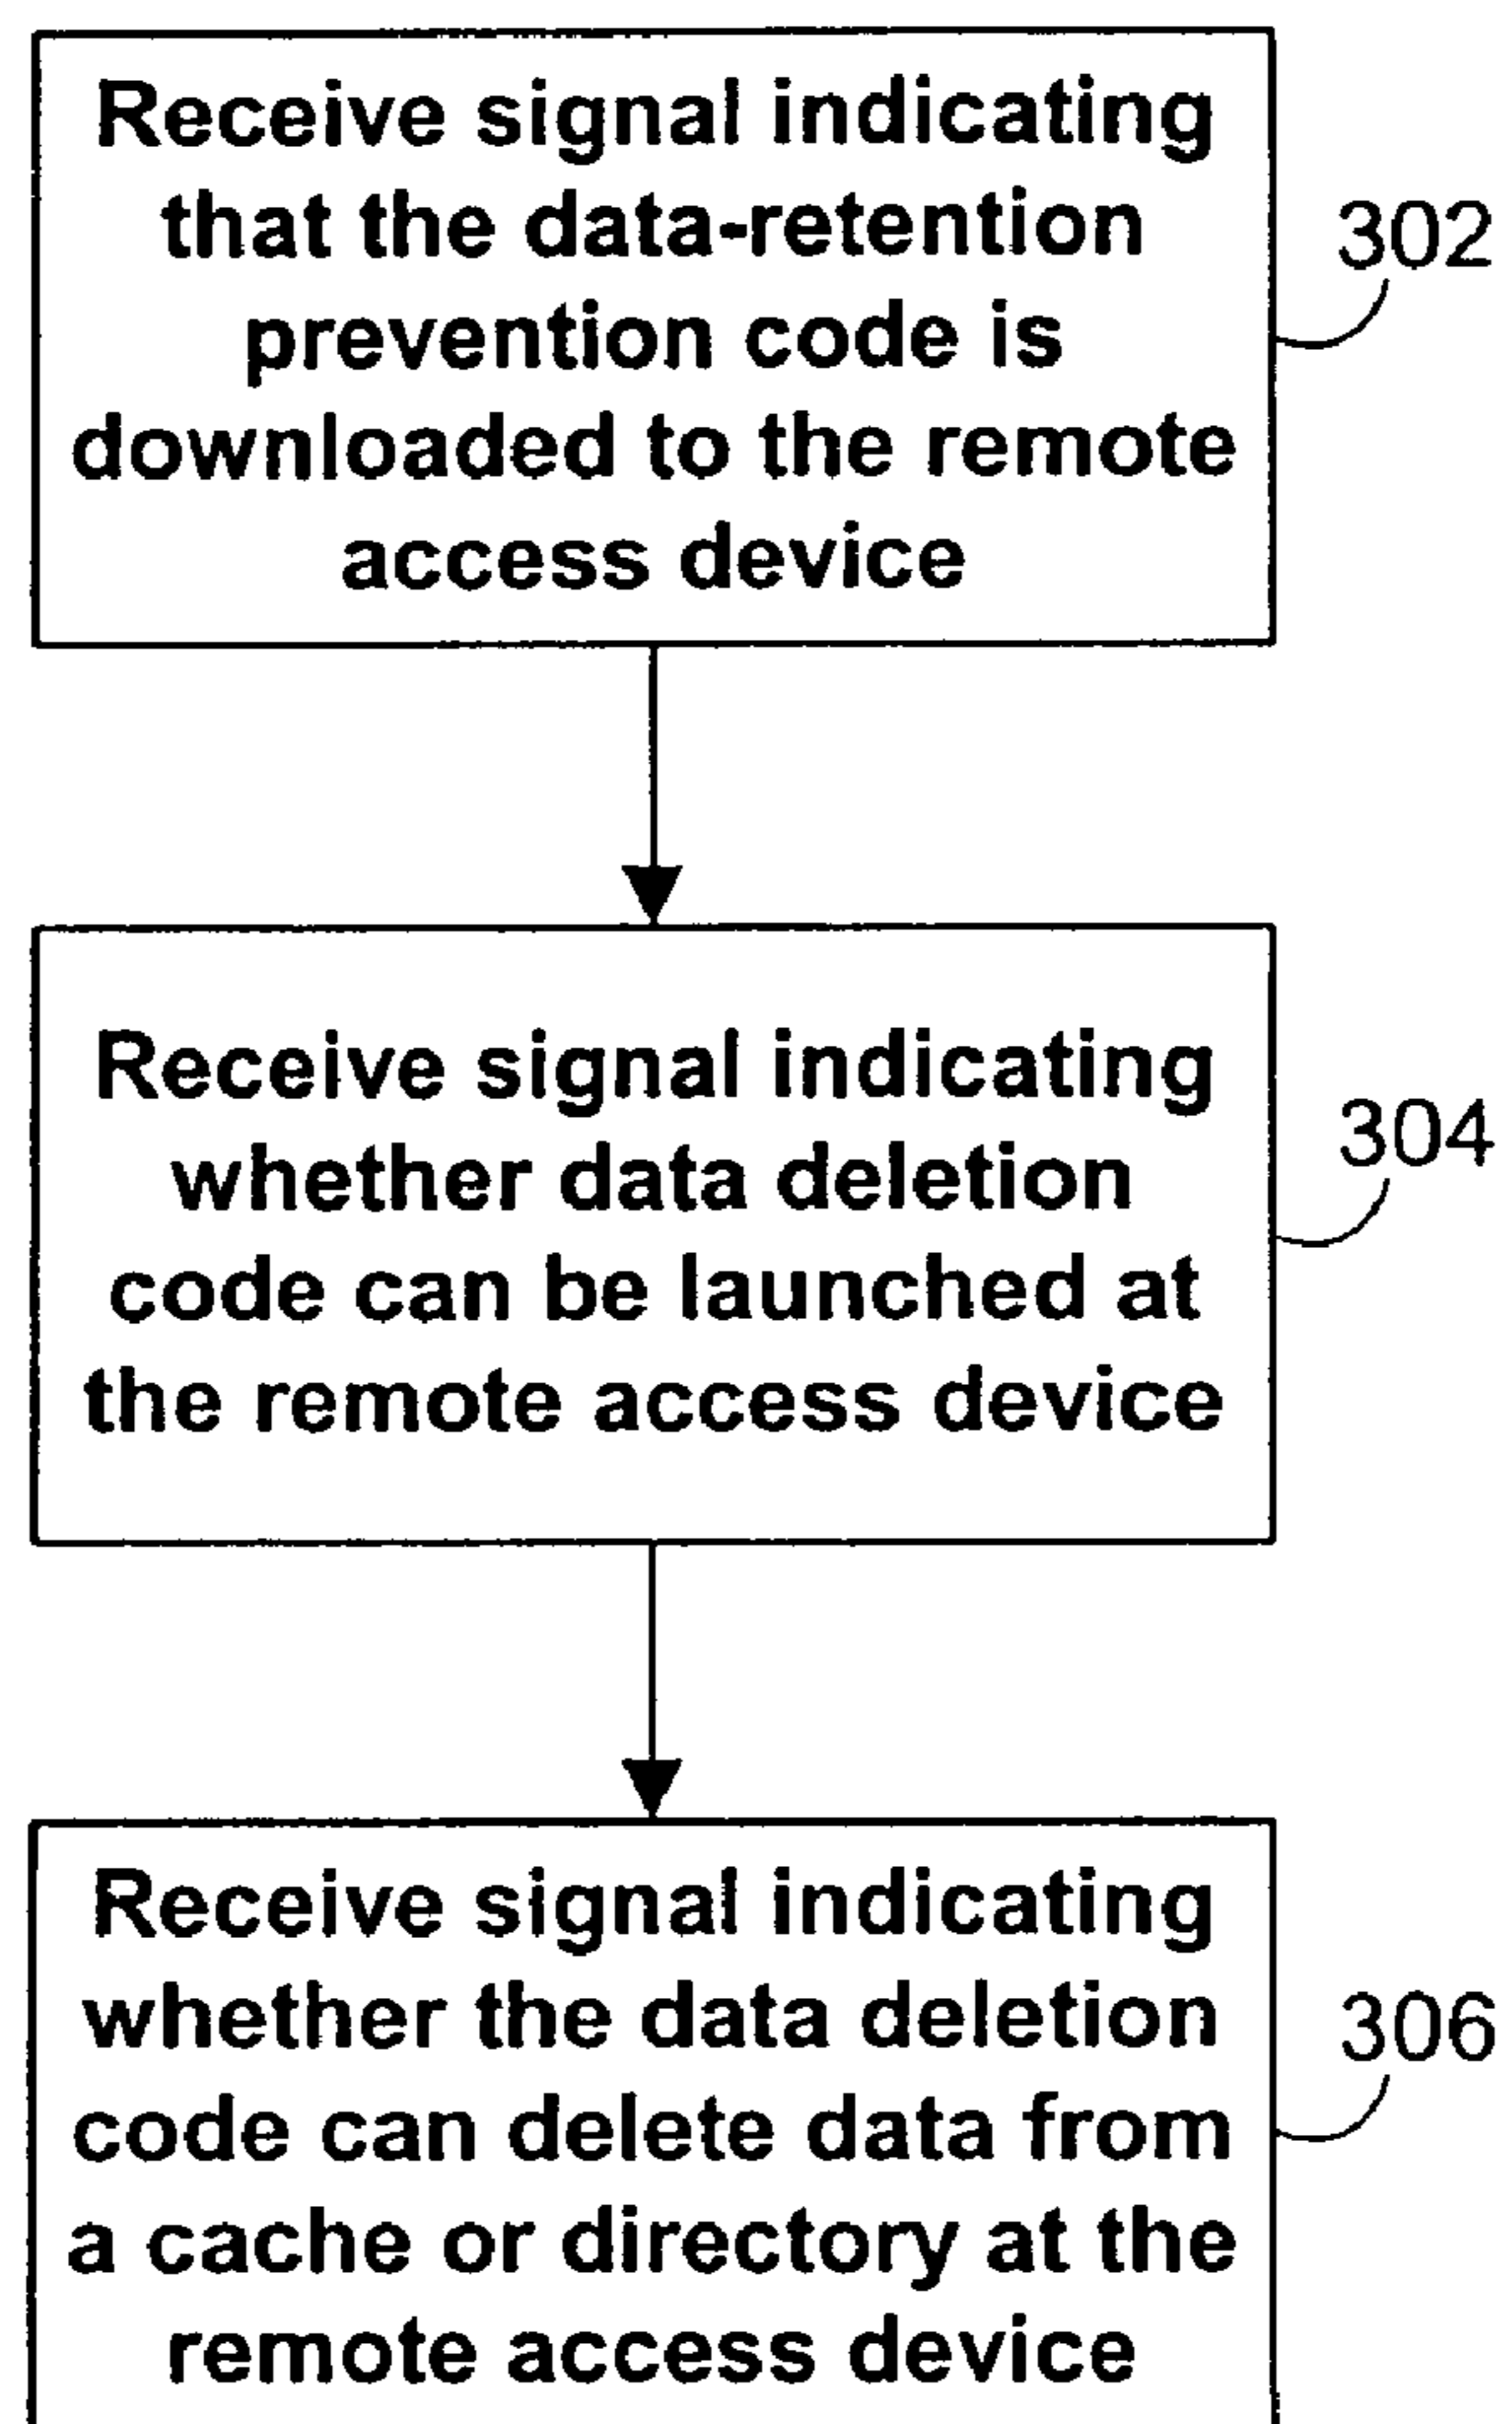 Receive signal indicating
that the data-retention
prevention code is
downloaded to the remote
access device
302
Receive signal indicating
whether data deletion
code can be launched at
the remote access device
304
Receive signal indicating
whether the data deletion
code can delete data from
a cache or directory at the
remote access device
306